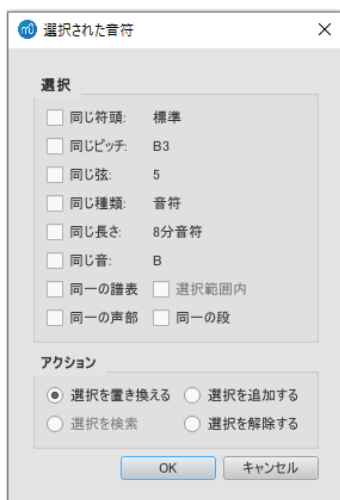 選択された音符
選択
同じ符頭: 標準
同じピッチ: B3
同じ弦: 5
同じ種類: 音符
同じ長さ: 8分音符
同じ音: B
同一の譜表 選択範囲内
同一の声部 同一の段
アクション
選択を置き換える 選択を追加する
選択を検索 選択を解除する
OK キャンセル